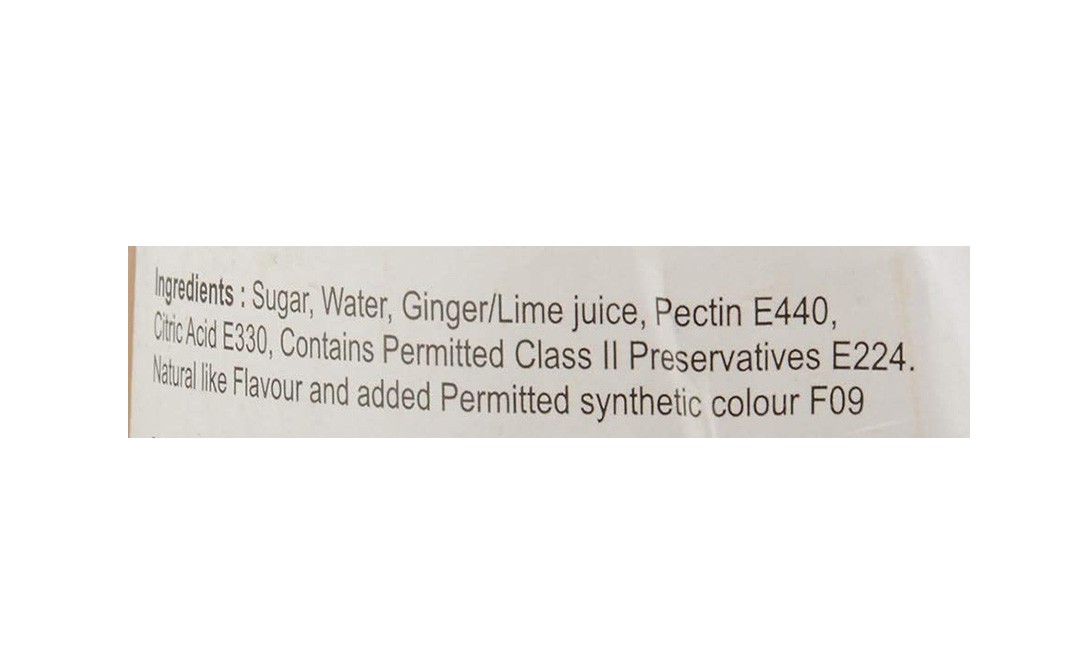 Ingredients : Sugar, Water, Ginger/Lime juice, Pectin E440,
Citric Acid E330, Contains Permitted Class II Preservatives E224.
Natural like Flavour and added Permitted synthetic colour F09